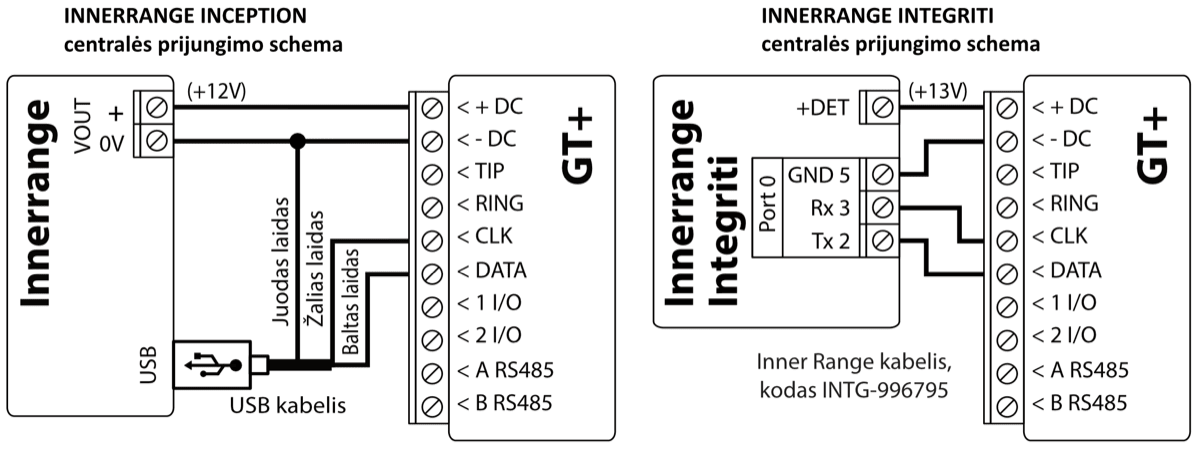 INNERRANGE INCEPTION
centralės prijungimo schema
Innerrange
VOUT
+
0V
(+12V)
< + DC
< - DC
< TIP
< RING
< CLK
< DATA
< 1 I/O
< 2 I/O
< A RS485
< B RS485
GT+
Juodas laidas
Žalias laidas
Baltas laidas
USB
USB kabelis
INNERRANGE INTEGRITI
centralės prijungimo schema
Innerrange
Integriti
+DET
(+13V)
Port 0
GND 5
Rx 3
Tx 2
< + DC
< - DC
< TIP
< RING
< CLK
< DATA
< 1 I/O
< 2 I/O
< A RS485
< B RS485
GT+
Inner Range kabelis,
kodas INTG-996795